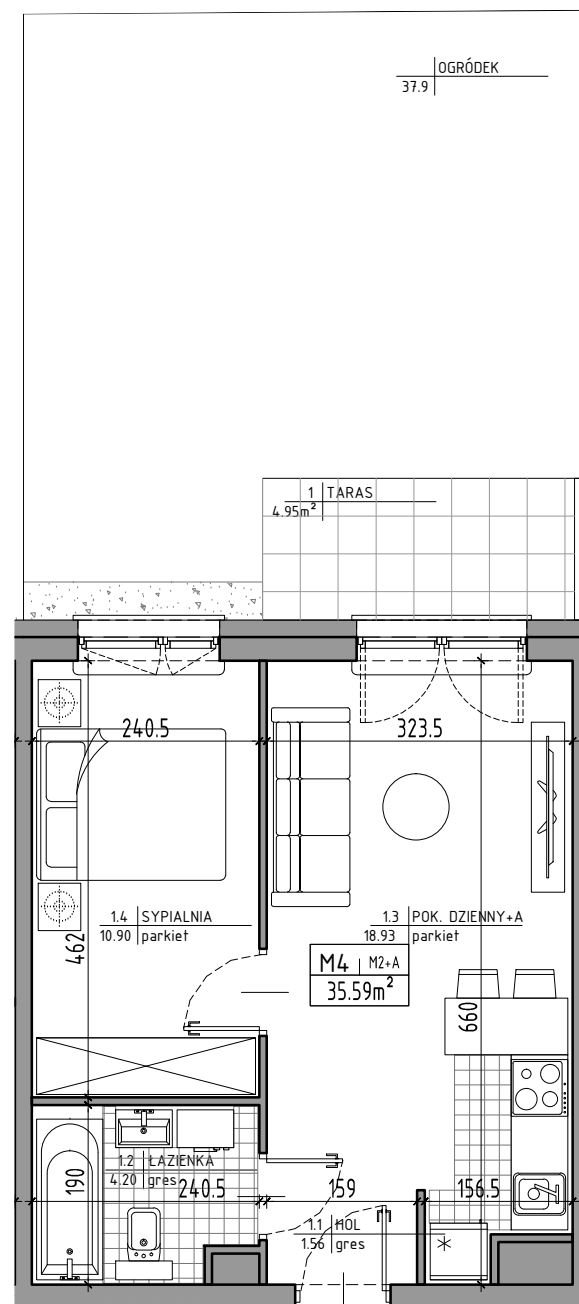 OGRÓDEK
37.9
1 TARAS
4.95m²
240.5 323.5
1.4 SYPIALNIA
10.90 parkiet
1.3 POK. DZIENNY+A
18.93 parkiet
462
M4 M2+A
35.59m²
660
1.2 ŁAZIENKA
4.20 gres
190
240.5 159 156.5
1.1 HOL
1.56 gres